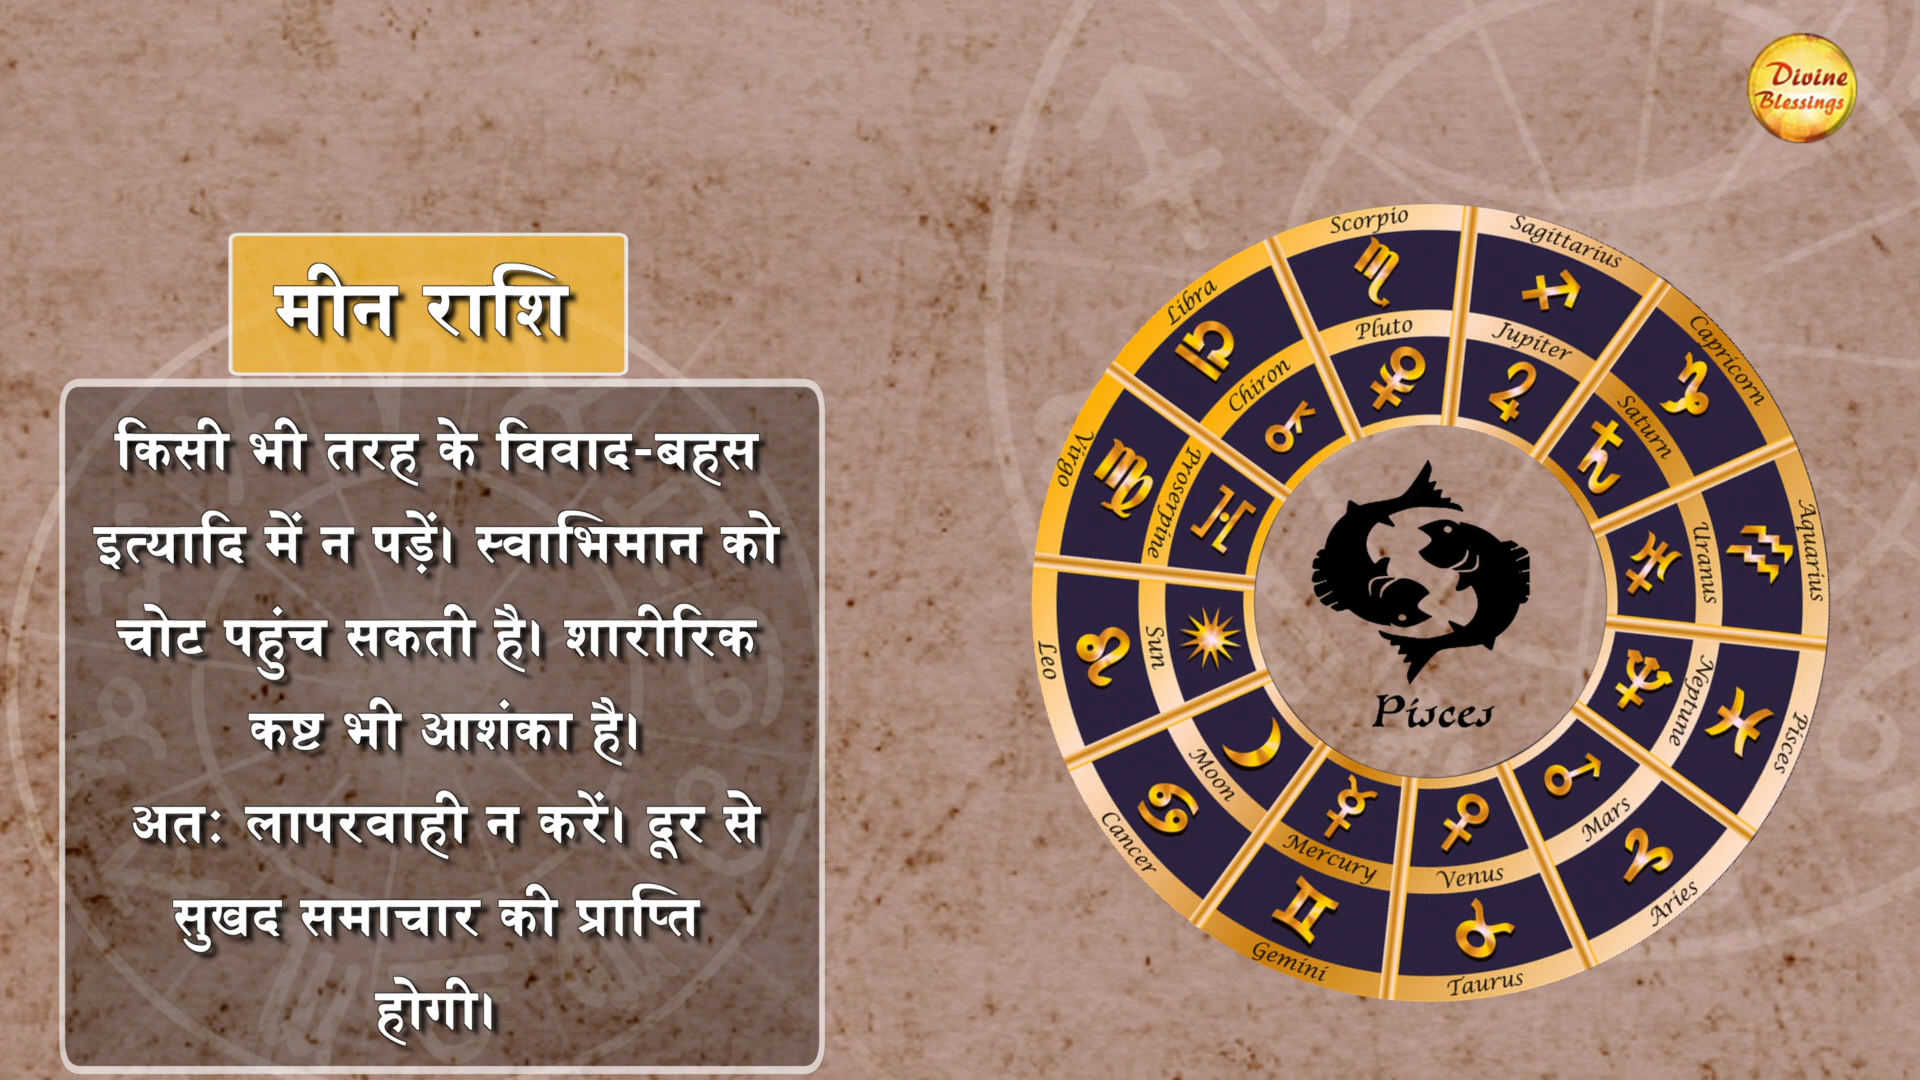 Divine
Blessings
मीन राशि
किसी भी तरह के विवाद-बहस
इत्यादि में न पड़ें। स्वाभिमान को
चोट पहुंच सकती है। शारीरिक
कष्ट भी आशंका है।
अतः लापरवाही न करें। दूर से
सुखद समाचार की प्राप्ति
होगी।
Scorpio
Sagittarius
Capricorn
Aquarius
Pisces
Aries
Taurus
Gemini
Cancer
Leo
Virgo
Libra
Pluto
Jupiter
Saturn
Uranus
Neptune
Mars
Venus
Mercury
Moon
Sun
Proserpine
Chiron
Pisces